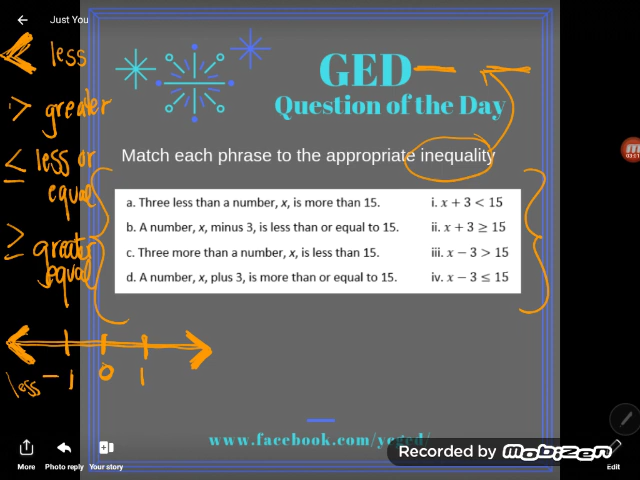 Just You
GED
Question of the Day
Match each phrase to the appropriate inequality
a. Three less than a number, x, is more than 15.
i. x + 3 < 15
b. A number, x, minus 3, is less than or equal to 15.
ii. x + 3 ≥ 15
c. Three more than a number, x, is less than 15.
iii. x − 3 > 15
d. A number, x, plus 3, is more than or equal to 15.
iv. x − 3 ≤ 15
< less
> greater
≤ less or
equal
≥ greater
equal
less -1 0 1
www.facebook.com/ycged/
Recorded by Mobizen
More
Photo reply
Your story
Edit